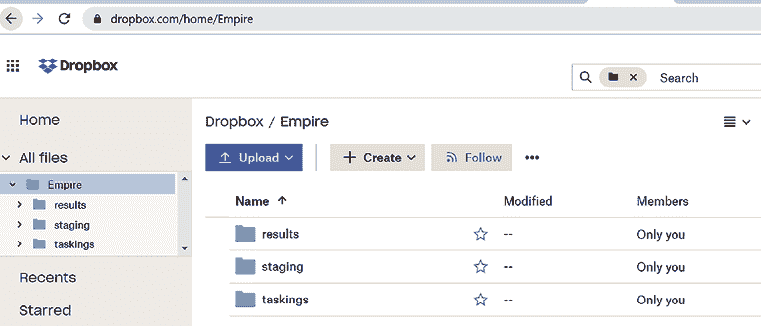 dropbox.com/home/Empire
Dropbox
Search
Home
All files
Empire
results
staging
taskings
Recents
Starred
Dropbox / Empire
Upload
Create
Follow
Name Modified Members
results -- Only you
staging -- Only you
taskings -- Only you